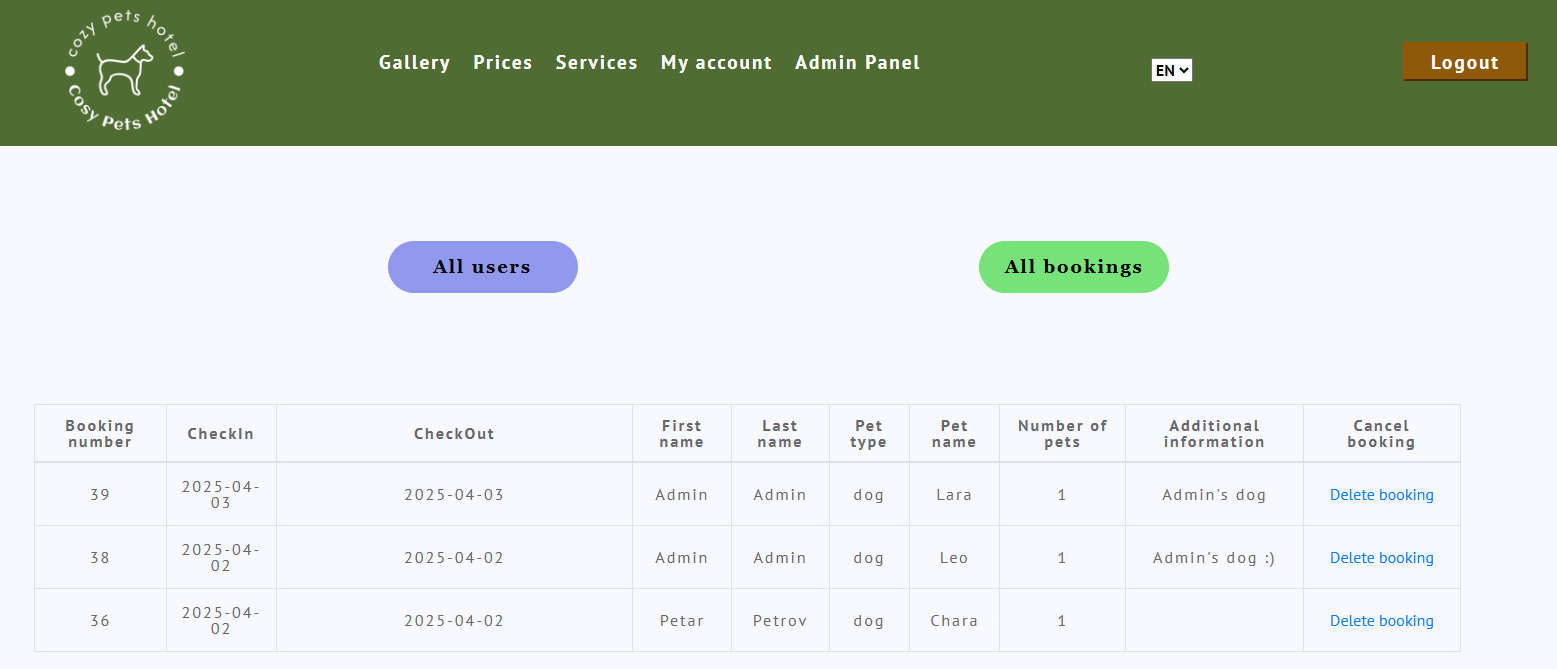 cozy pets hotel
Cosy Pets Hotel
Gallery Prices Services My account Admin Panel
EN
Logout
All users
All bookings
Booking number CheckIn CheckOut First name Last name Pet type Pet name Number of pets Additional information Cancel booking
39 2025-04-03 2025-04-03 Admin Admin dog Lara 1 Admin's dog Delete booking
38 2025-04-02 2025-04-02 Admin Admin dog Leo 1 Admin's dog :) Delete booking
36 2025-04-02 2025-04-02 Petar Petrov dog Chara 1 Delete booking